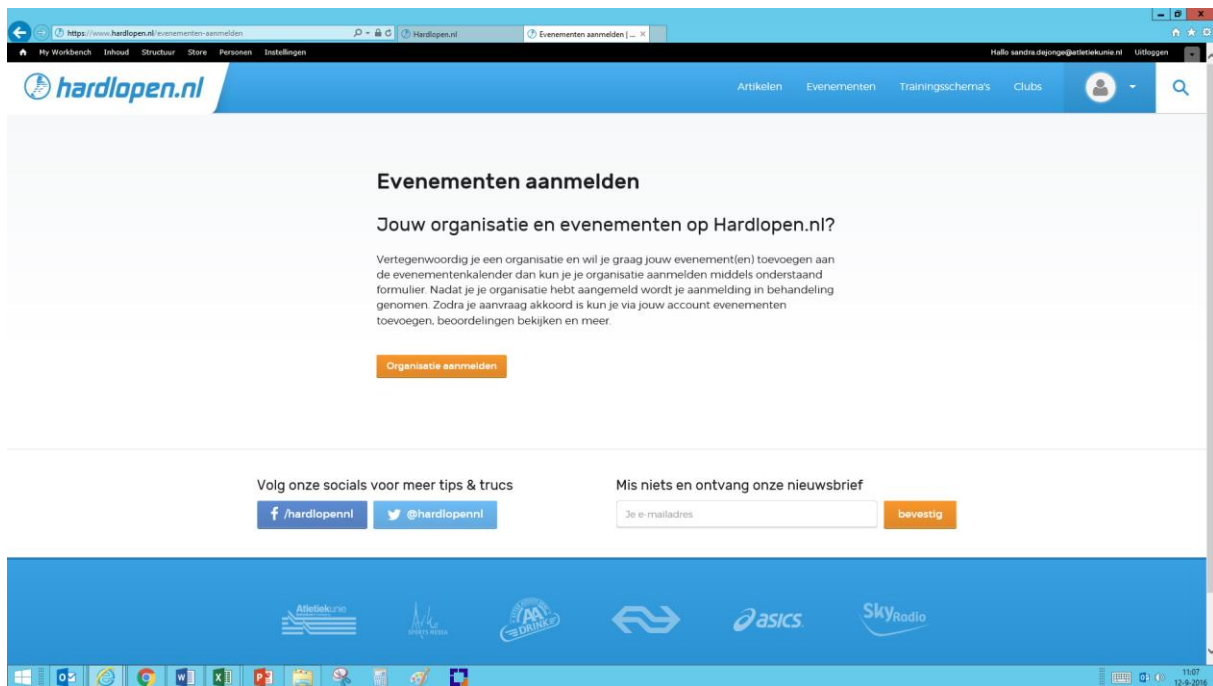 https://www.hardlopen.nl/evenementen-aanmelden
Hardlopen.nl
Evenementen aanmelden | ...
My Workbench Inhoud Structuur Store Personen Instellingen
Hallo sandra.dejonge@atletiekunie.nl Uitloggen
hardlopen.nl
Artikelen Evenementen Trainingsschema's Clubs
Evenementen aanmelden
Jouw organisatie en evenementen op Hardlopen.nl?
Vertegenwoordig je een organisatie en wil je graag jouw evenement(en) toevoegen aan
de evenementenkalender dan kun je je organisatie aanmelden middels onderstaand
formulier. Nadat je je organisatie hebt aangemeld wordt je aanmelding in behandeling
genomen. Zodra je aanvraag akkoord is kun je via jouw account evenementen
toevoegen, beoordelingen bekijken en meer.
Organisatie aanmelden
Volg onze socials voor meer tips & trucs
Mis niets en ontvang onze nieuwsbrief
/hardlopennl
@hardlopennl
Je e-mailadres
bevestig
Atletiekunie
SPORTS MEDIA
AA
DRINK
asics
Sky Radio
11:07
12-9-2016